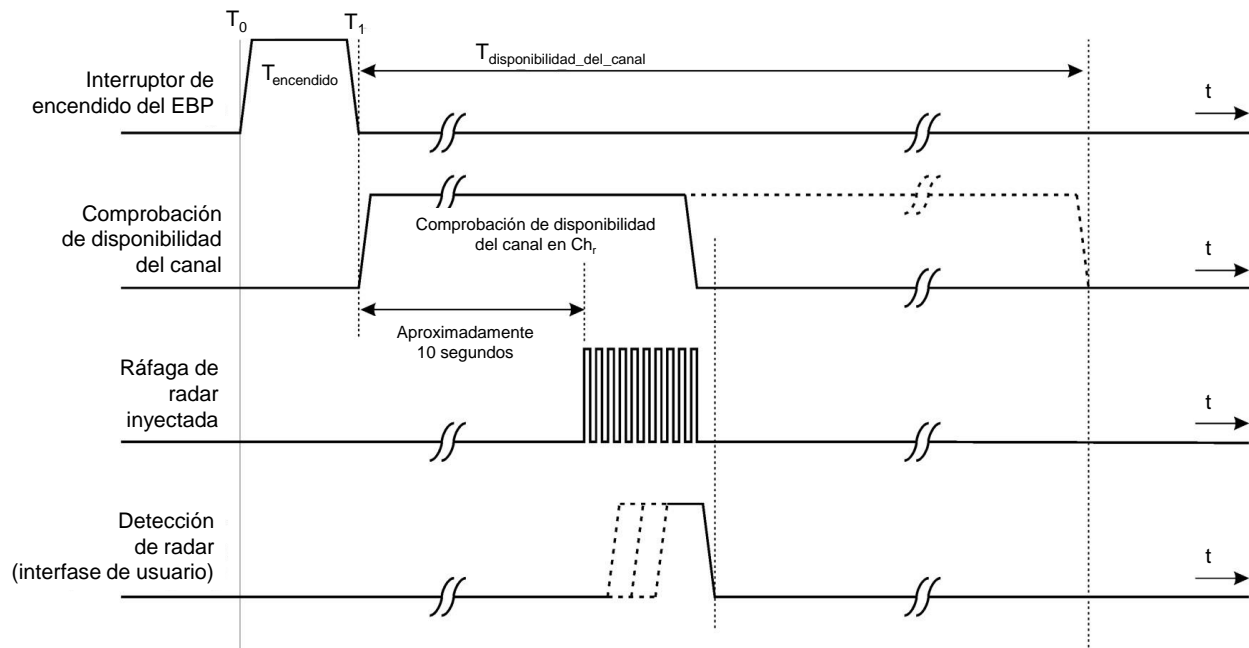 T0
T1
Tdisponibilidad_del_canal
Tencendido
Interruptor de
encendido del EBP
t
Comprobación
de disponibilidad
del canal
Comprobación de disponibilidad
del canal en Chr
t
Aproximadamente
10 segundos
Ráfaga de
radar
inyectada
t
Detección
de radar
(interfase de usuario)
t